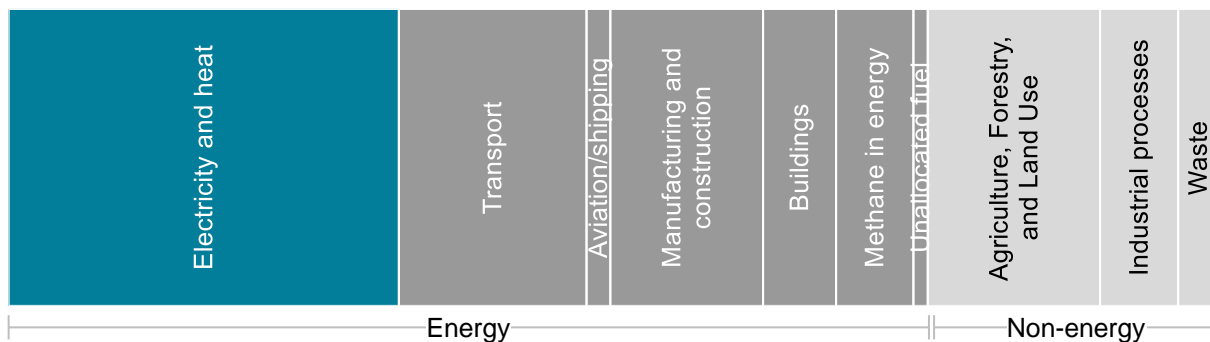 Electricity and heat
Transport
Aviation/shipping
Manufacturing and
construction
Buildings
Methane in energy
Unallocated fuel
Agriculture, Forestry,
and Land Use
Industrial processes
Waste
Energy
Non-energy